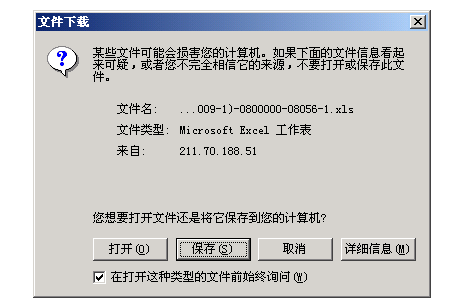 文件下载
某些文件可能会损害您的计算机。如果下面的文件信息看起
来可疑，或者您不完全相信它的来源，不要打开或保存此文
件。
文件名: ...009-1)-0800000-08056-1.xls
文件类型: Microsoft Excel 工作表
来自: 211.70.188.51
您想要打开文件还是将它保存到您的计算机?
打开(O) 保存(S) 取消 详细信息(M)
在打开这种类型的文件前始终询问(W)